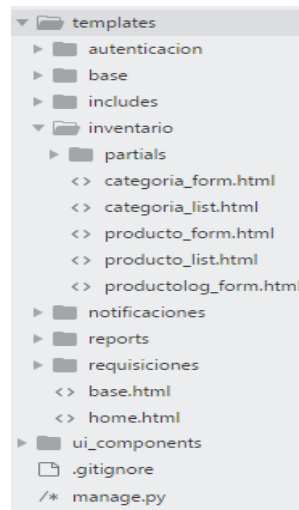 templates
autenticacion
base
includes
inventario
partials
<> categoria_form.html
<> categoria_list.html
<> producto_form.html
<> producto_list.html
<> productolog_form.html
notificaciones
reports
requisiciones
<> base.html
<> home.html
ui_components
.gitignore
/* manage.py